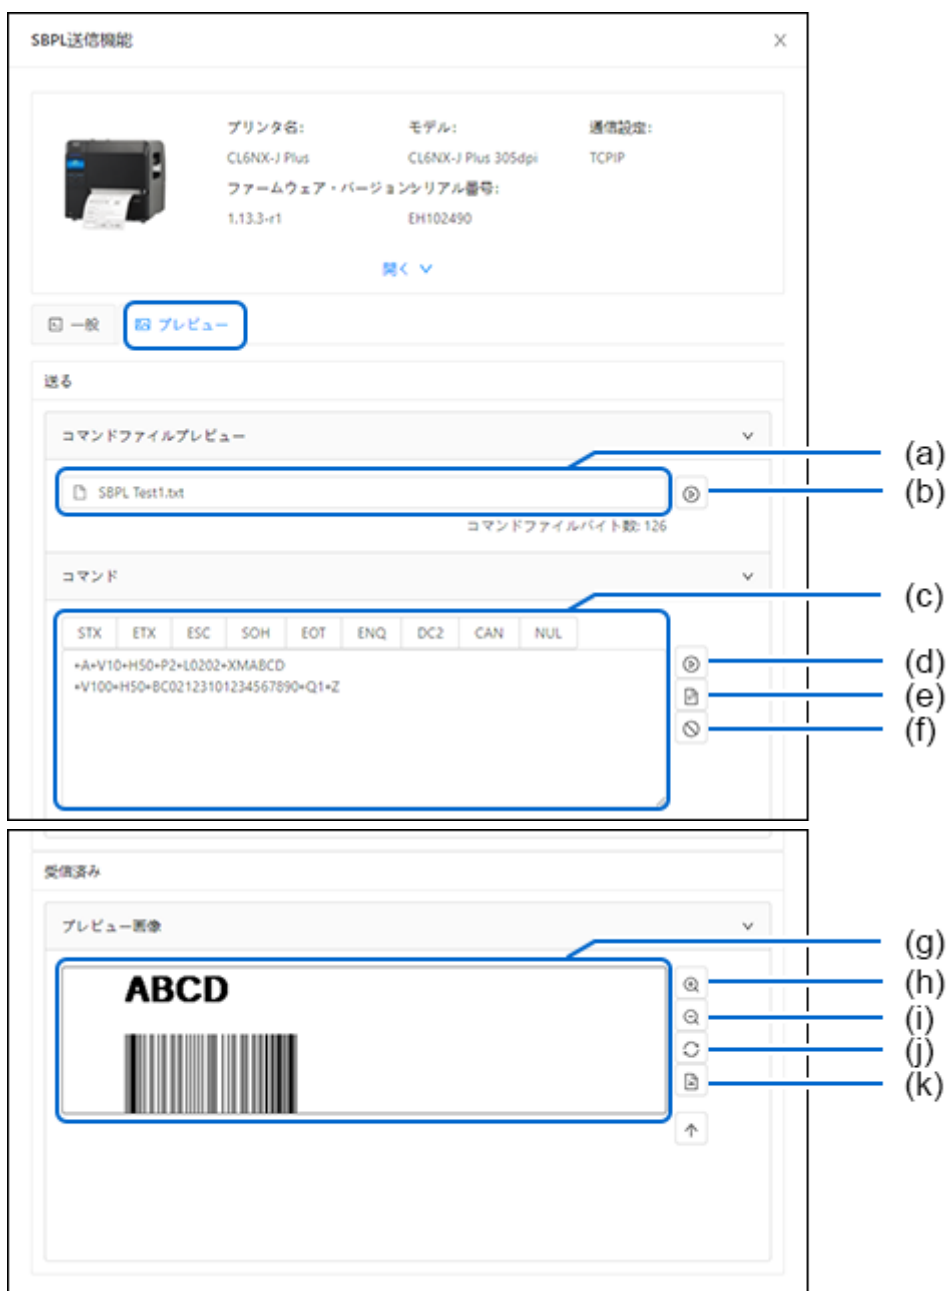 SBPL送信機能
プリンタ名: モデル: 通信設定:
CL6NX-J Plus CL6NX-J Plus 305dpi TCPIP
ファームウェア・バージョン シリアル番号:
1.13.3-r1 EH102490
開く
一般 プレビュー
送る
コマンドファイルプレビュー
(a)
SBPL Test1.txt
(b)
コマンドファイルバイト数: 126
コマンド
(c)
STX ETX ESC SOH EOT ENQ DC2 CAN NUL
+A+V10+H50+P2+L0202+XMABCD
(d)
+V100+H50+BC02123101234567890+Q1+Z
(e)
(f)
受信済み
プレビュー画像
(g)
ABCD
(h)
(i)
(j)
(k)